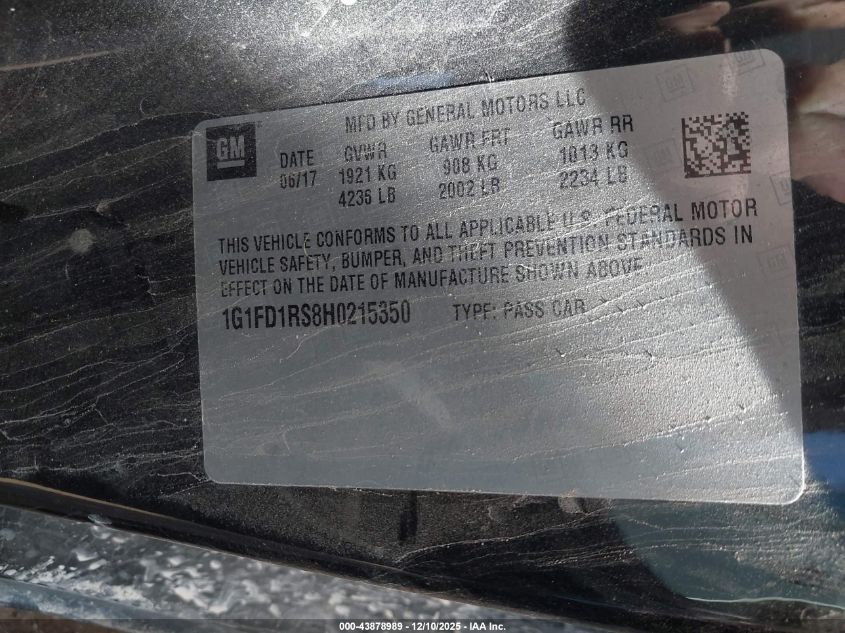 MFD BY GENERAL MOTORS LLC
GM
DATE GVWR GAWR FRT GAWR RR
06/17 1921 KG 908 KG 1013 KG
4236 LB 2002 LB 2234 LB
THIS VEHICLE CONFORMS TO ALL APPLICABLE U.S. FEDERAL MOTOR
VEHICLE SAFETY, BUMPER, AND THEFT PREVENTION STANDARDS IN
EFFECT ON THE DATE OF MANUFACTURE SHOWN ABOVE.
1G1FD1RS8H0215350 TYPE: PASS CAR
000-43878989 - 12/10/2025 - IAA Inc.